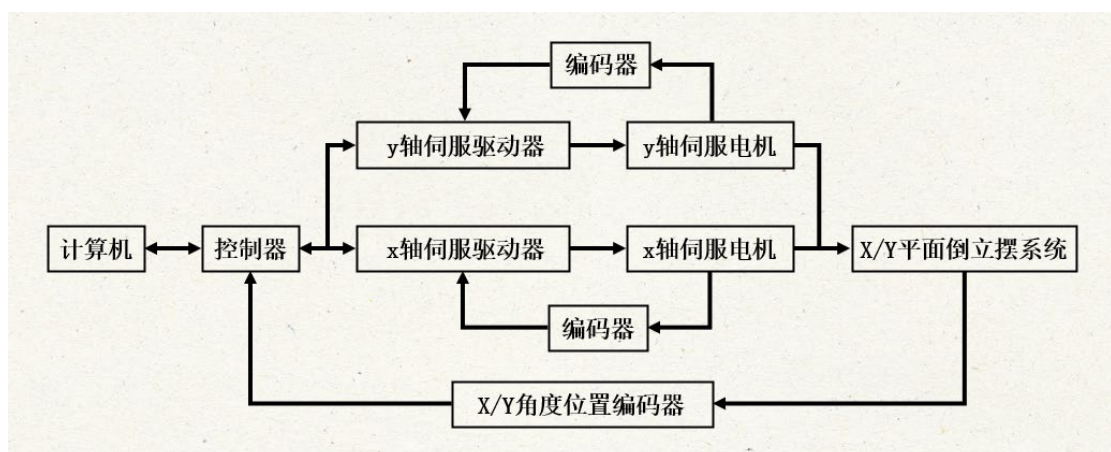 编码器
y轴伺服驱动器
y轴伺服电机
计算机
控制器
x轴伺服驱动器
x轴伺服电机
X/Y平面倒立摆系统
编码器
X/Y角度位置编码器